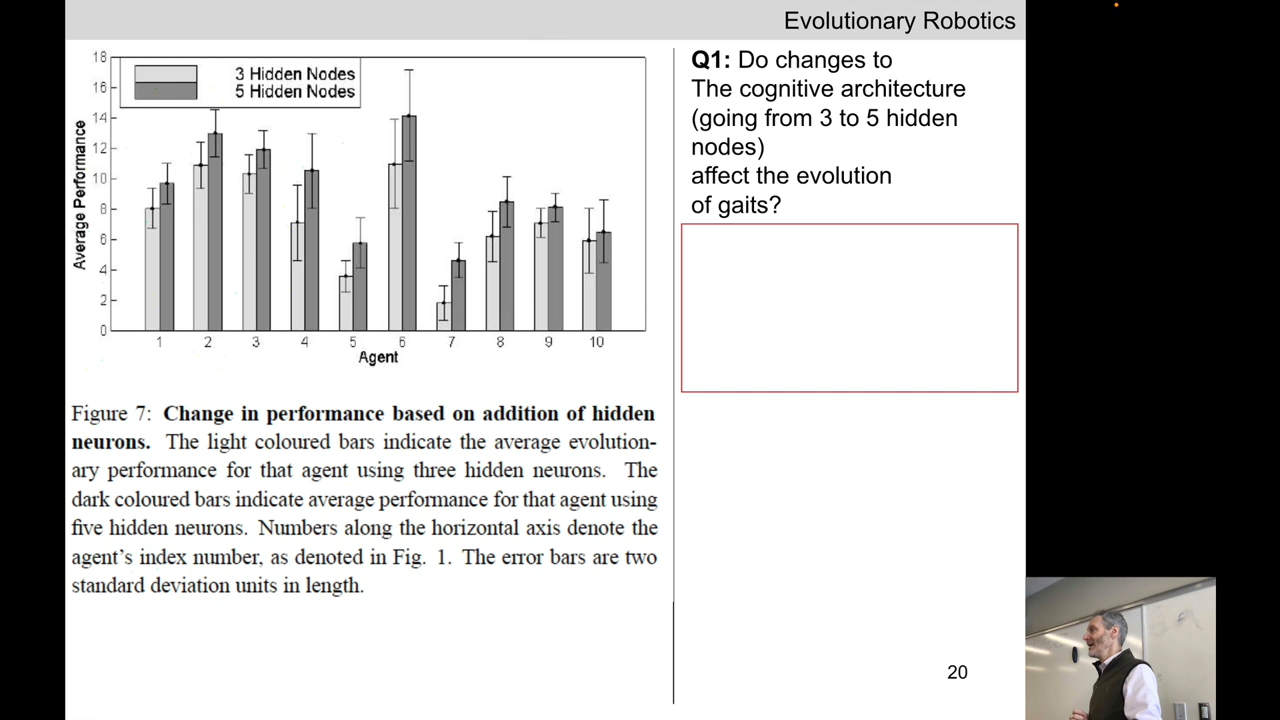 Evolutionary Robotics
18
16
14
12
10
8
6
4
2
0
Average Performance
3 Hidden Nodes
5 Hidden Nodes
1 2 3 4 5 6 7 8 9 10
Agent
Figure 7: Change in performance based on addition of hidden
neurons. The light coloured bars indicate the average evolution-
ary performance for that agent using three hidden neurons. The
dark coloured bars indicate average performance for that agent using
five hidden neurons. Numbers along the horizontal axis denote the
agent's index number, as denoted in Fig. 1. The error bars are two
standard deviation units in length.
Q1: Do changes to
The cognitive architecture
(going from 3 to 5 hidden
nodes)
affect the evolution
of gaits?
20